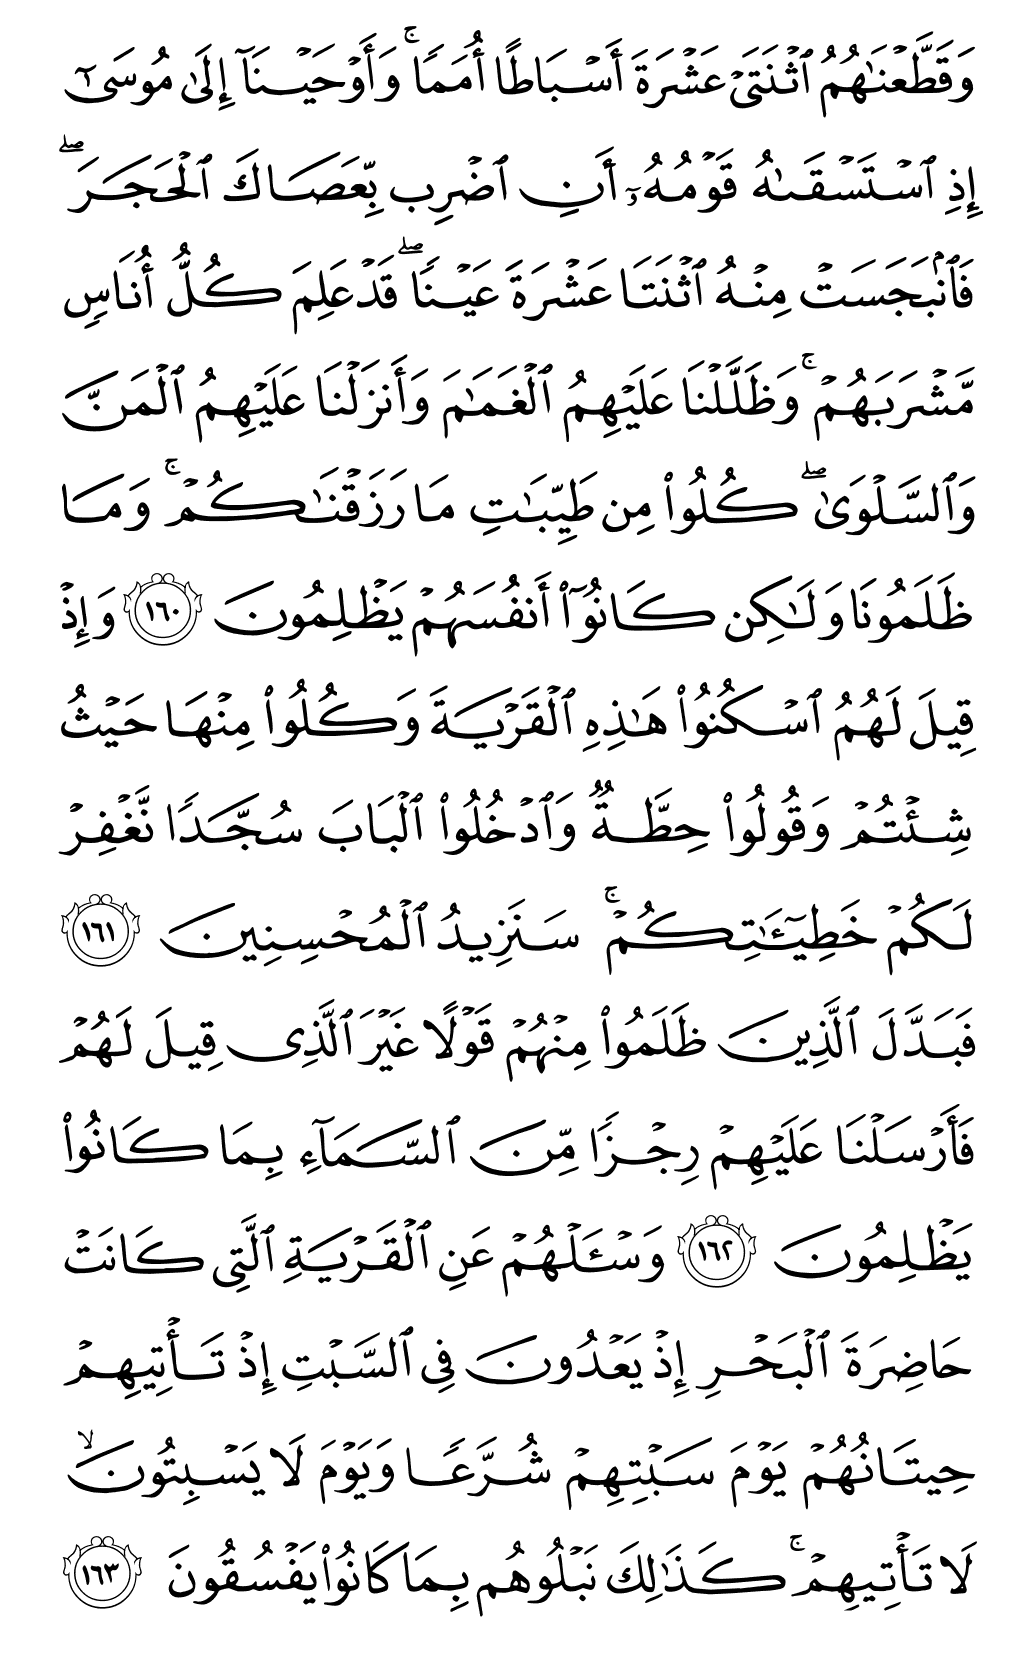 وَقَطَّعۡنَٰهُمُ ٱثۡنَتَيۡ عَشۡرَةَ أَسۡبَاطًا أُمَمٗاۚ وَأَوۡحَيۡنَآ إِلَىٰ مُوسَىٰٓ
إِذِ ٱسۡتَسۡقَىٰهُ قَوۡمُهُۥٓ أَنِ ٱضۡرِب بِّعَصَاكَ ٱلۡحَجَرَۖ
فَٱنۢبَجَسَتۡ مِنۡهُ ٱثۡنَتَا عَشۡرَةَ عَيۡنٗاۖ قَدۡ عَلِمَ كُلُّ أُنَاسٖ
مَّشۡرَبَهُمۡۚ وَظَلَّلۡنَا عَلَيۡهِمُ ٱلۡغَمَٰمَ وَأَنزَلۡنَا عَلَيۡهِمُ ٱلۡمَنَّ
وَٱلسَّلۡوَىٰۖ كُلُواْ مِن طَيِّبَٰتِ مَا رَزَقۡنَٰكُمۡۚ وَمَا
ظَلَمُونَا وَلَٰكِن كَانُوٓاْ أَنفُسَهُمۡ يَظۡلِمُونَ ١٦٠ وَإِذۡ
قِيلَ لَهُمُ ٱسۡكُنُواْ هَٰذِهِ ٱلۡقَرۡيَةَ وَكُلُواْ مِنۡهَا حَيۡثُ
شِئۡتُمۡ وَقُولُواْ حِطَّةٞ وَٱدۡخُلُواْ ٱلۡبَابَ سُجَّدٗا نَّغۡفِرۡ
لَكُمۡ خَطِيٓـَٰٔتِكُمۡۚ سَنَزِيدُ ٱلۡمُحۡسِنِينَ ١٦١
فَبَدَّلَ ٱلَّذِينَ ظَلَمُواْ مِنۡهُمۡ قَوۡلًا غَيۡرَ ٱلَّذِي قِيلَ لَهُمۡ
فَأَرۡسَلۡنَا عَلَيۡهِمۡ رِجۡزٗا مِّنَ ٱلسَّمَآءِ بِمَا كَانُواْ
يَظۡلِمُونَ ١٦٢ وَسۡـَٔلۡهُمۡ عَنِ ٱلۡقَرۡيَةِ ٱلَّتِي كَانَتۡ
حَاضِرَةَ ٱلۡبَحۡرِ إِذۡ يَعۡدُونَ فِي ٱلسَّبۡتِ إِذۡ تَأۡتِيهِمۡ
حِيتَانُهُمۡ يَوۡمَ سَبۡتِهِمۡ شُرَّعٗا وَيَوۡمَ لَا يَسۡبِتُونَۙ
لَا تَأۡتِيهِمۡۚ كَذَٰلِكَ نَبۡلُوهُم بِمَا كَانُواْ يَفۡسُقُونَ ١٦٣